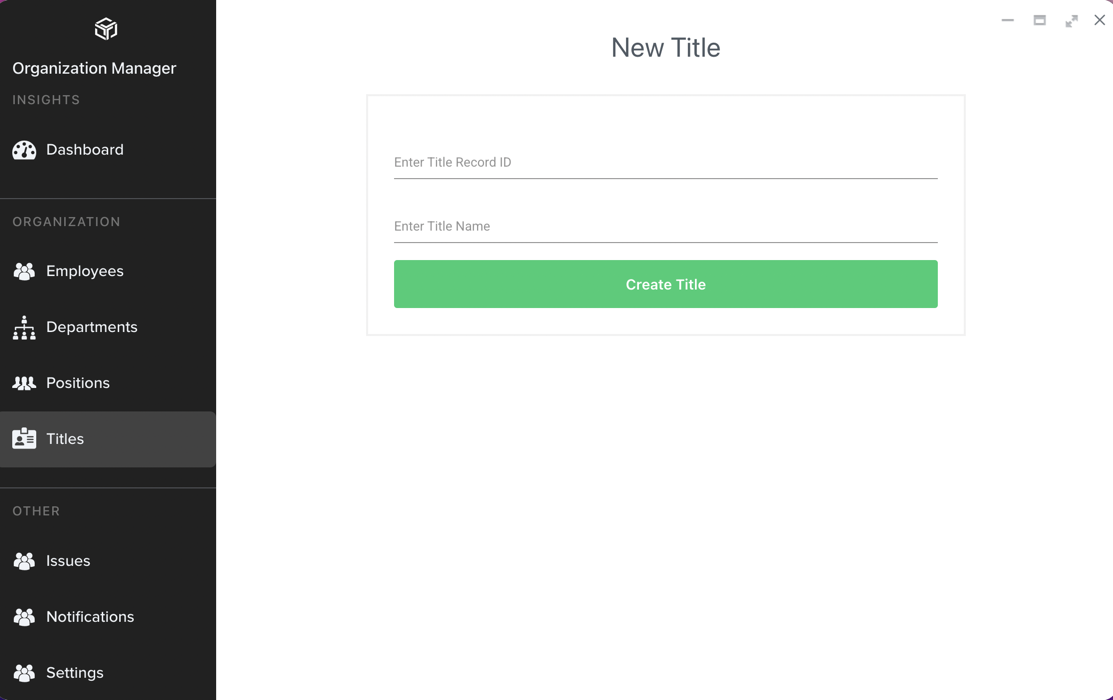 Organization Manager
INSIGHTS
Dashboard
ORGANIZATION
Employees
Departments
Positions
Titles
OTHER
Issues
Notifications
Settings
New Title
Enter Title Record ID
Enter Title Name
Create Title